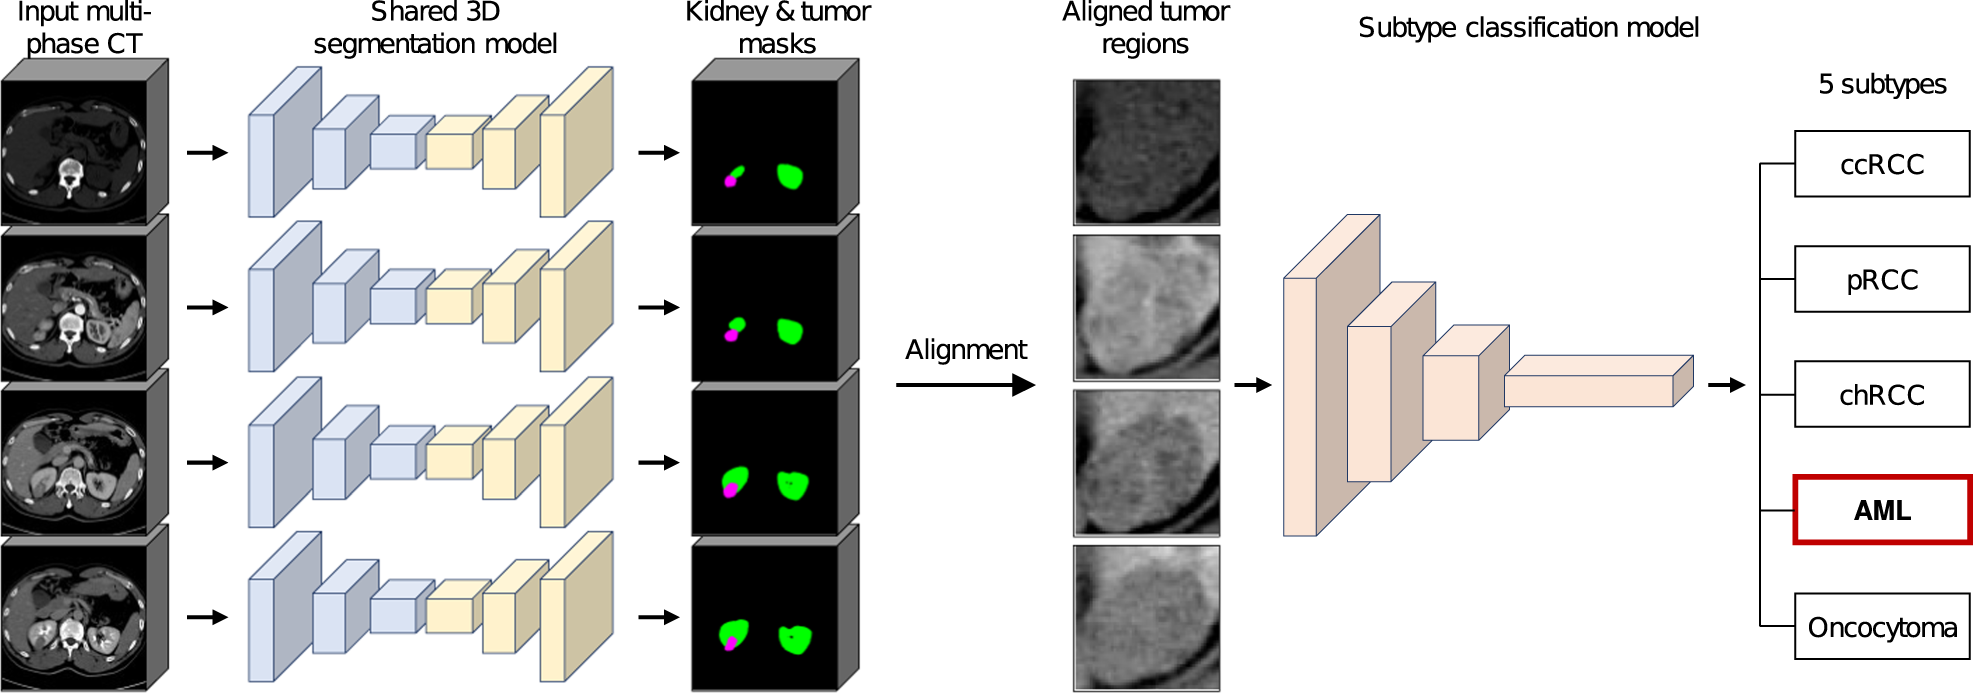 Input multi-
phase CT
Shared 3D
segmentation model
Kidney & tumor
masks
Alignment
Aligned tumor
regions
Subtype classification model
5 subtypes
ccRCC
pRCC
chRCC
AML
Oncocytoma